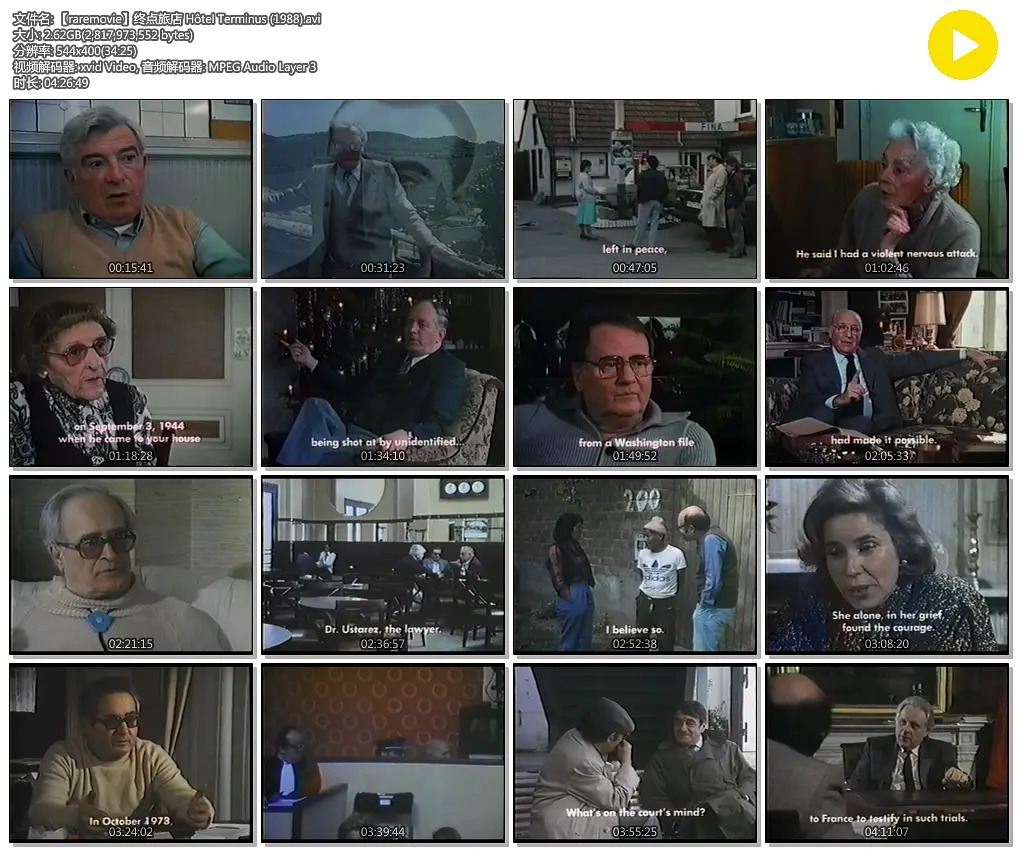 文件名: 【raremovie】终点旅店 Hôtel Terminus (1988).avi
大小: 2.62GB(2,817,973,552 bytes)
分辨率: 544x400(34:25)
视频解码器: xvid Video, 音频解码器: MPEG Audio Layer 3
时长: 04:26:49
00:15:41
00:31:23
FINA
left in peace,
00:47:05
He said I had a violent nervous attack.
01:02:46
on September 3, 1944
when he came to your house
01:18:28
being shot at by unidentified...
01:34:10
from a Washington file
01:49:52
had made it possible.
02:05:33
02:21:15
Dr. Ustarez, the lawyer.
02:36:57
200
adidas
I believe so.
02:52:38
She alone, in her grief,
found the courage.
03:08:20
In October 1973,
03:24:02
03:39:44
What's on the court's mind?
03:55:25
to France to testify in such trials.
04:11:07